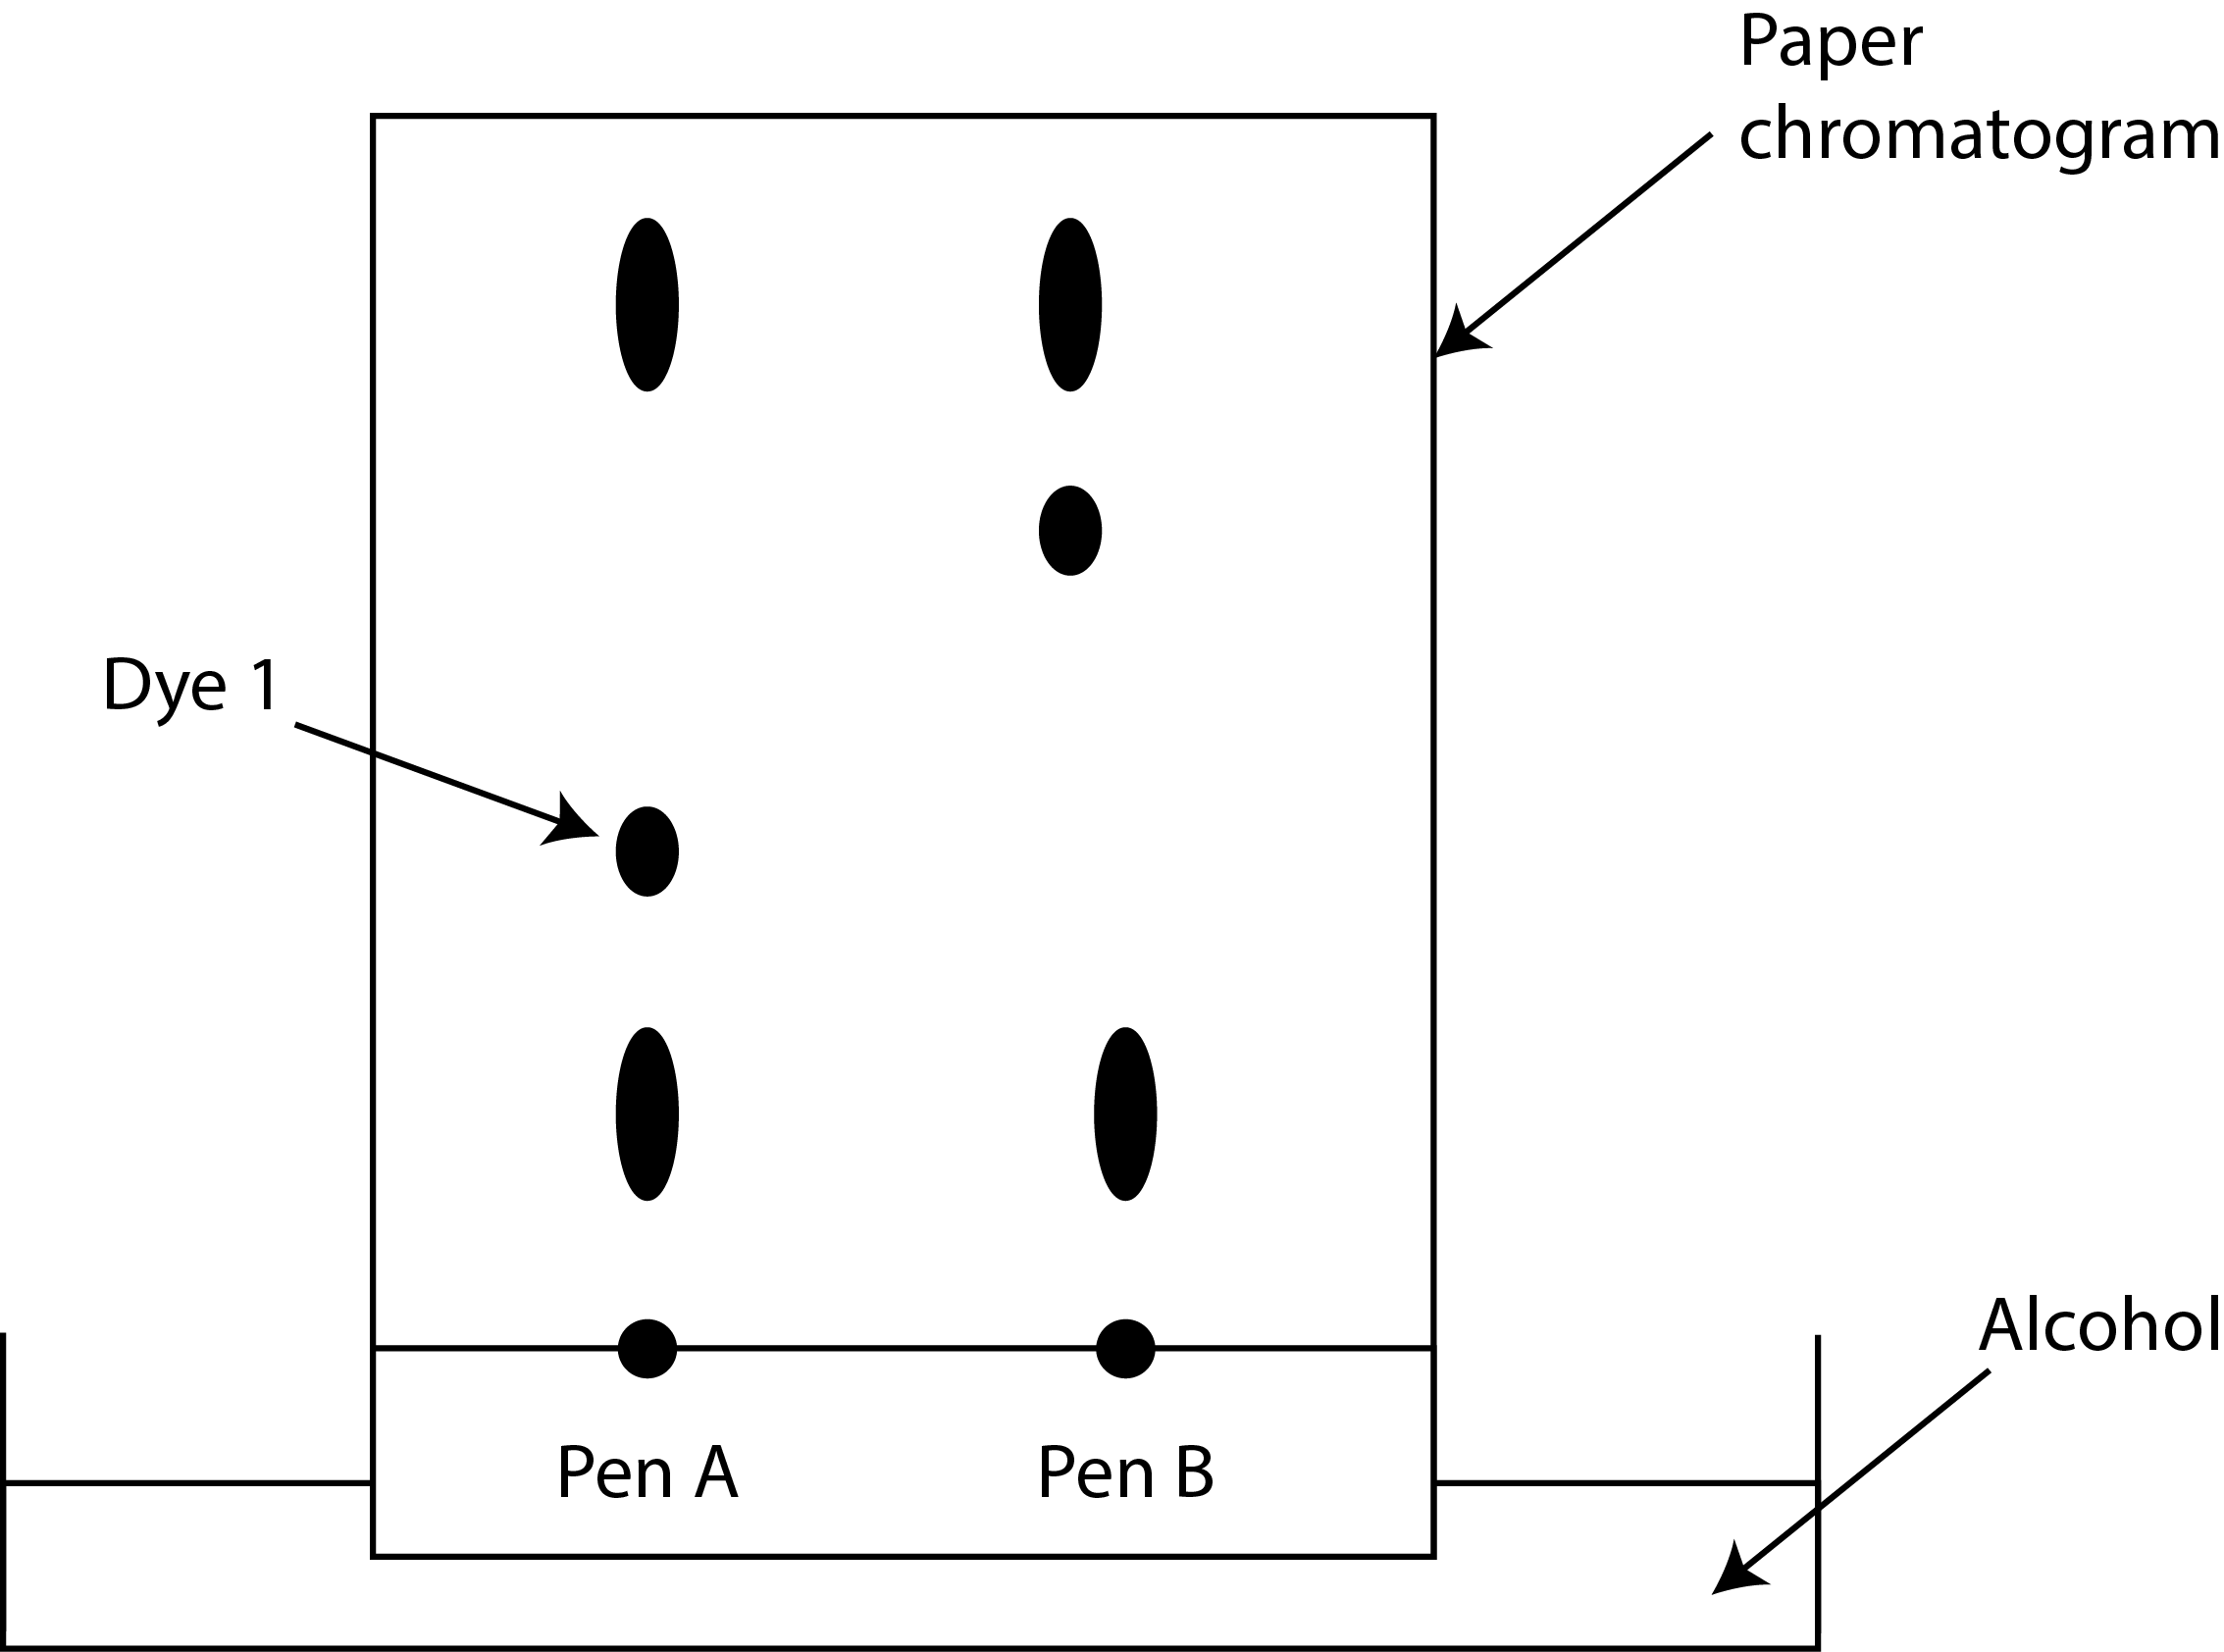 Paper
chromatogram
Dye 1
Alcohol
Pen A
Pen B